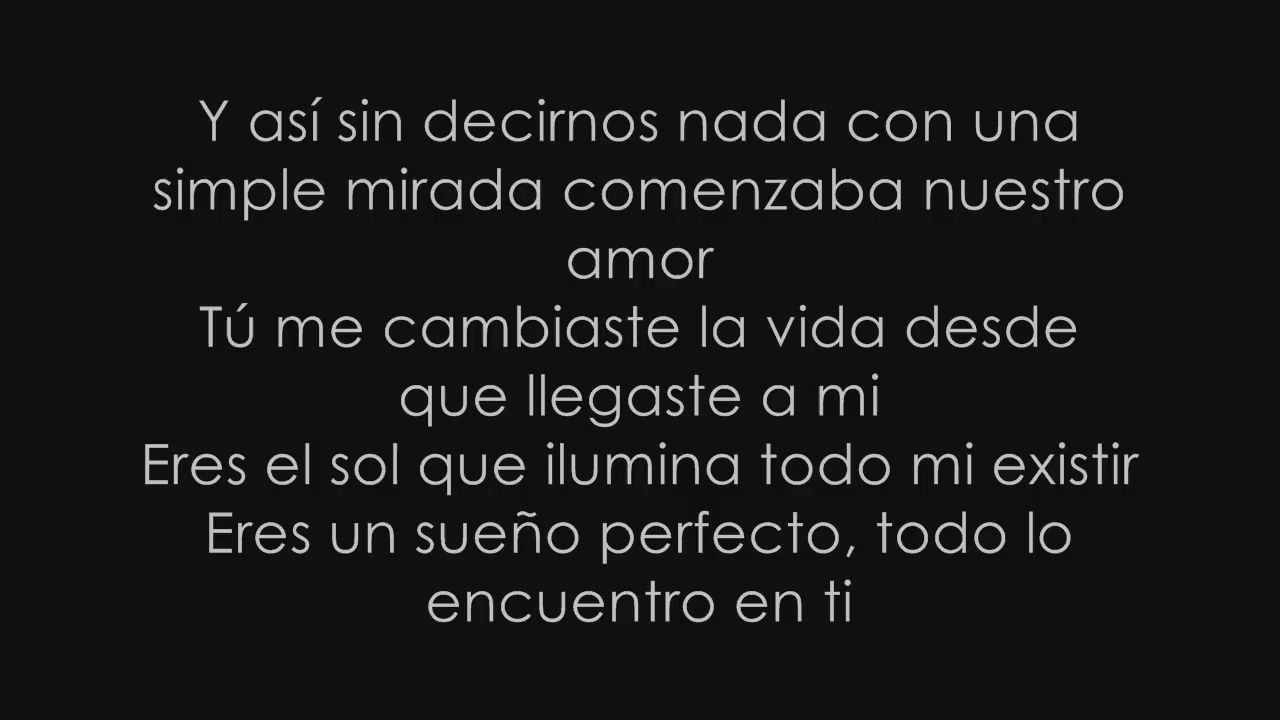 Y así sin decirnos nada con una
simple mirada comenzaba nuestro
amor
Tú me cambiaste la vida desde
que llegaste a mi
Eres el sol que ilumina todo mi existir
Eres un sueño perfecto, todo lo
encuentro en ti